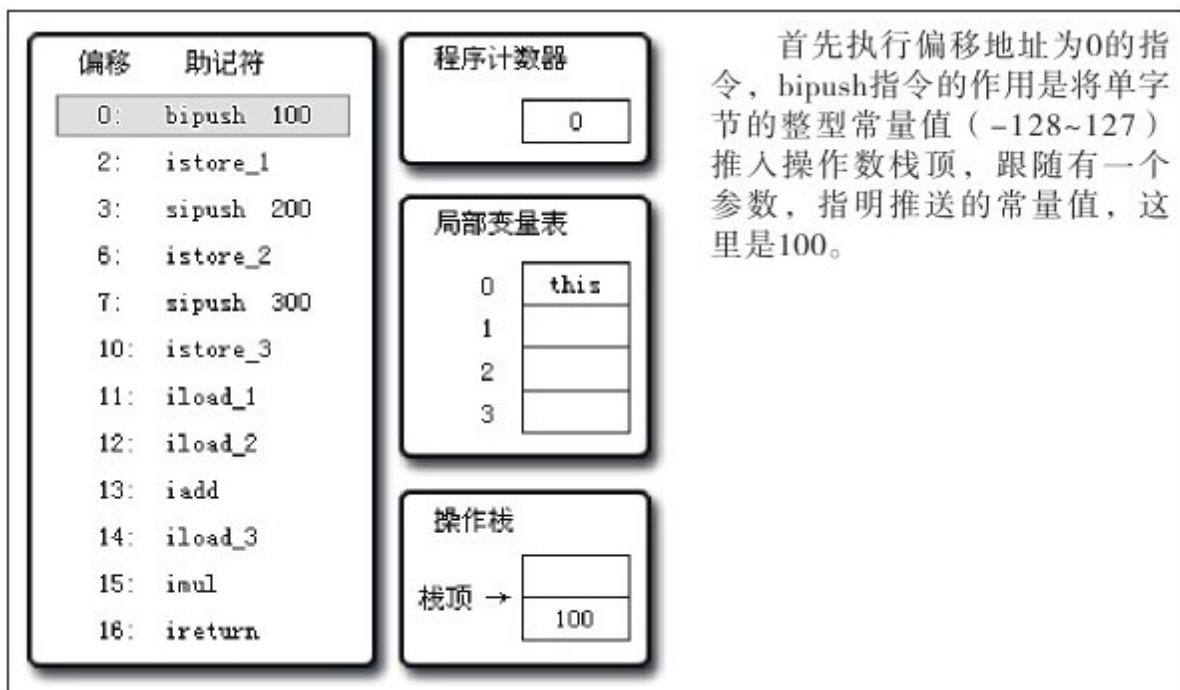 偏移 助记符
0: bipush 100
2: istore_1
3: sipush 200
6: istore_2
7: sipush 300
10: istore_3
11: iload_1
12: iload_2
13: iadd
14: iload_3
15: imul
16: ireturn
程序计数器
0
局部变量表
0 this
1
2
3
操作栈
栈顶 →
100
首先执行偏移地址为0的指
令，bipush指令的作用是将单字
节的整型常量值（-128~127）
推入操作数栈顶，跟随有一个
参数，指明推送的常量值，这
里是100。